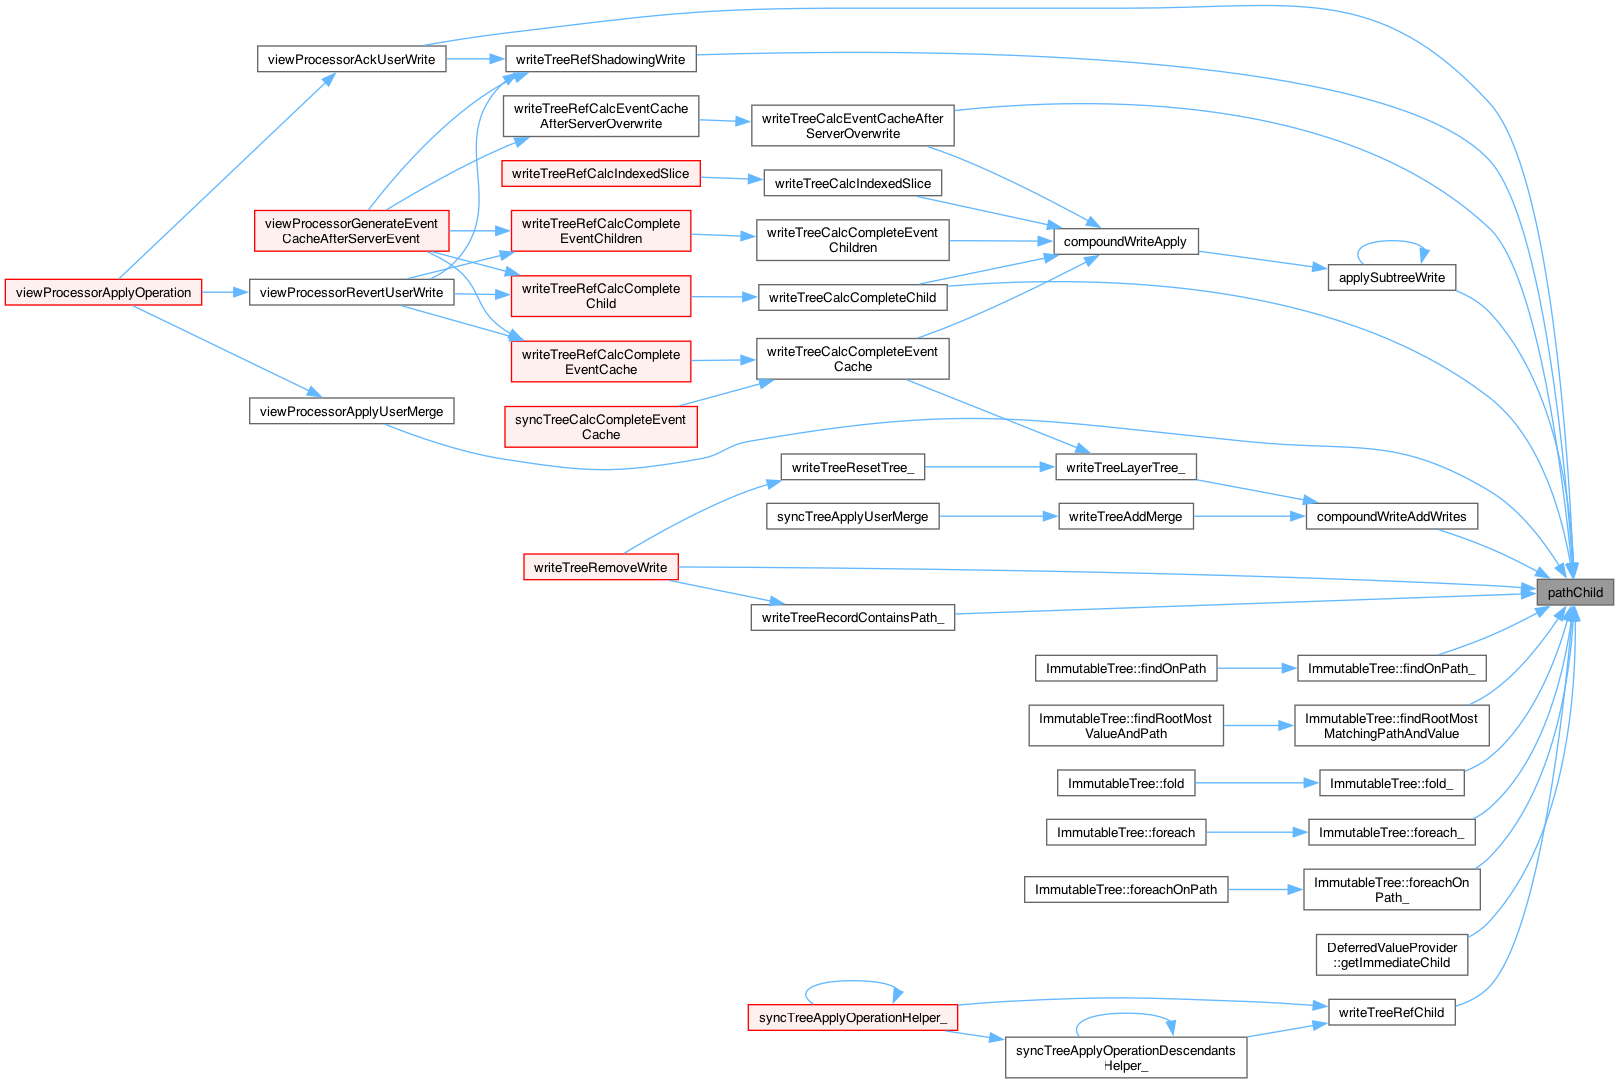 viewProcessorAckUserWrite
writeTreeRefShadowingWrite
writeTreeRefCalcEventCache
AfterServerOverwrite
writeTreeCalcEventCacheAfter
ServerOverwrite
writeTreeRefCalcIndexedSlice
writeTreeCalcIndexedSlice
viewProcessorGenerateEvent
CacheAfterServerEvent
writeTreeRefCalcComplete
EventChildren
writeTreeCalcCompleteEvent
Children
compoundWriteApply
applySubtreeWrite
viewProcessorApplyOperation
viewProcessorRevertUserWrite
writeTreeRefCalcComplete
Child
writeTreeCalcCompleteChild
writeTreeRefCalcComplete
EventCache
writeTreeCalcCompleteEvent
Cache
viewProcessorApplyUserMerge
syncTreeCalcCompleteEvent
Cache
writeTreeResetTree_
writeTreeLayerTree_
syncTreeApplyUserMerge
writeTreeAddMerge
compoundWriteAddWrites
writeTreeRemoveWrite
pathChild
writeTreeRecordContainsPath_
ImmutableTree::findOnPath
ImmutableTree::findOnPath_
ImmutableTree::findRootMost
ValueAndPath
ImmutableTree::findRootMost
MatchingPathAndValue
ImmutableTree::fold
ImmutableTree::fold_
ImmutableTree::foreach
ImmutableTree::foreach_
ImmutableTree::foreachOnPath
ImmutableTree::foreachOn
Path_
DeferredValueProvider
::getImmediateChild
syncTreeApplyOperationHelper_
writeTreeRefChild
syncTreeApplyOperationDescendants
Helper_